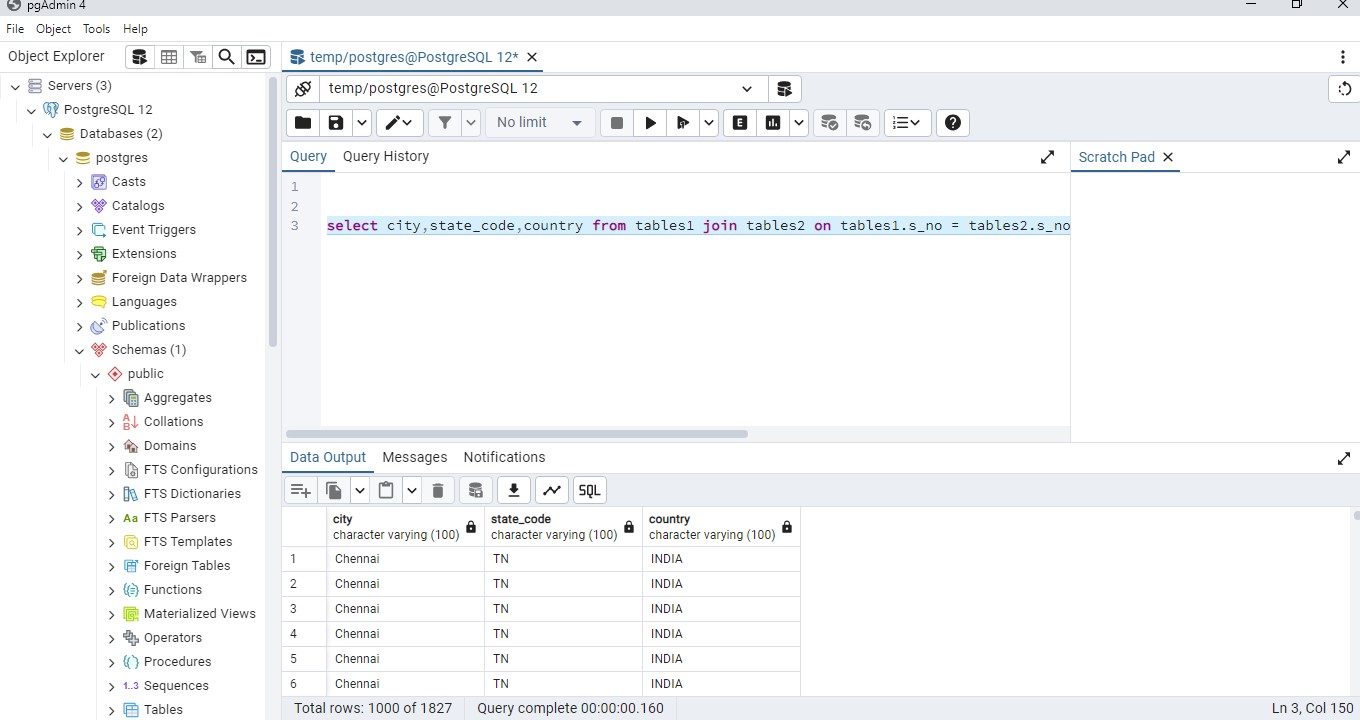 pgAdmin 4
File Object Tools Help
Object Explorer
temp/postgres@PostgreSQL 12*
Servers (3)
PostgreSQL 12
Databases (2)
postgres
Casts
Catalogs
Event Triggers
Extensions
Foreign Data Wrappers
Languages
Publications
Schemas (1)
public
Aggregates
Collations
Domains
FTS Configurations
FTS Dictionaries
Aa FTS Parsers
FTS Templates
Foreign Tables
Functions
Materialized Views
Operators
Procedures
1..3 Sequences
Tables
temp/postgres@PostgreSQL 12
No limit
E
Query Query History
Scratch Pad
1
2
3 select city,state_code,country from tables1 join tables2 on tables1.s_no = tables2.s_no
Data Output Messages Notifications
SQL
city state_code country
character varying (100) character varying (100) character varying (100)
1 Chennai TN INDIA
2 Chennai TN INDIA
3 Chennai TN INDIA
4 Chennai TN INDIA
5 Chennai TN INDIA
6 Chennai TN INDIA
Total rows: 1000 of 1827 Query complete 00:00:00.160 Ln 3, Col 150